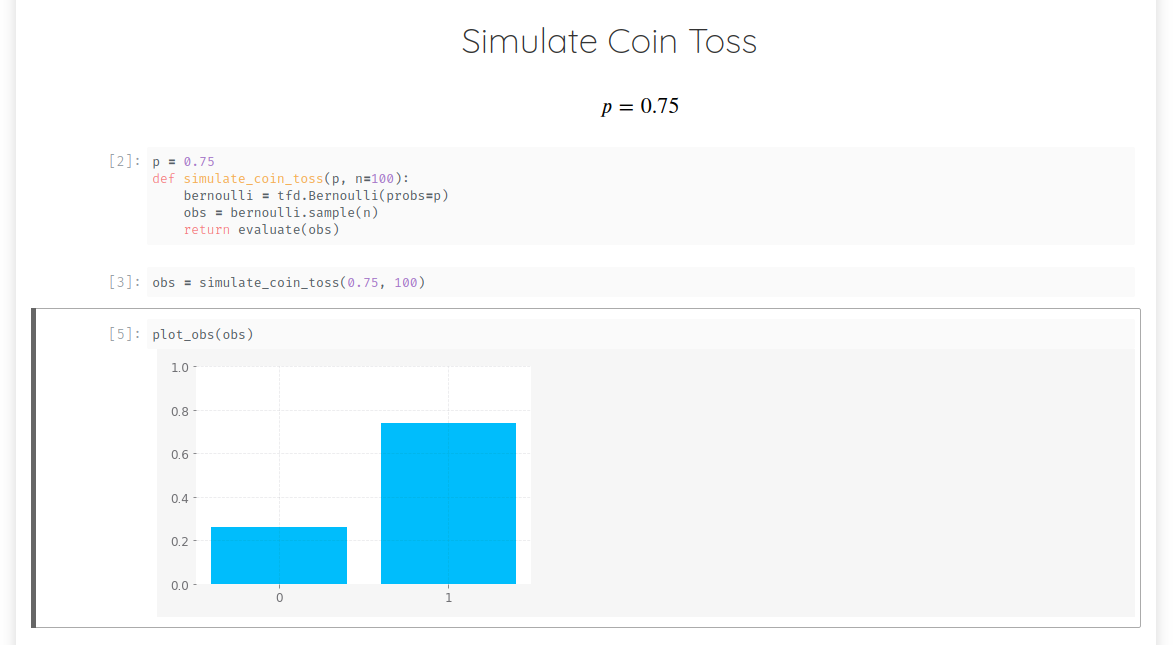 Simulate Coin Toss
p = 0.75
[2]: p = 0.75
def simulate_coin_toss(p, n=100):
    bernoulli = tfd.Bernoulli(probs=p)
    obs = bernoulli.sample(n)
    return evaluate(obs)
[3]: obs = simulate_coin_toss(0.75, 100)
[5]: plot_obs(obs)
1.0
0.8
0.6
0.4
0.2
0.0
0 1